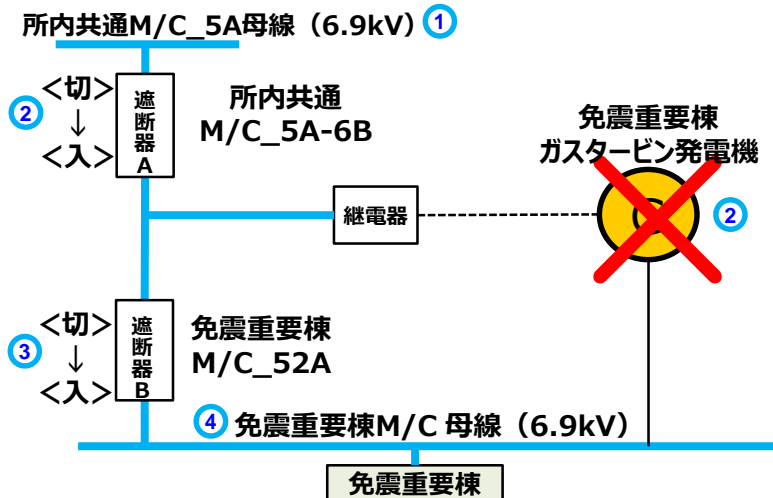 所内共通M/C_5A母線（6.9kV）①
②
<切>
↓
<入>
遮断器A
所内共通
M/C_5A-6B
免震重要棟
ガスタービン発電機
継電器
②
③
<切>
↓
<入>
遮断器B
免震重要棟
M/C_52A
④免震重要棟M/C 母線（6.9kV）
免震重要棟